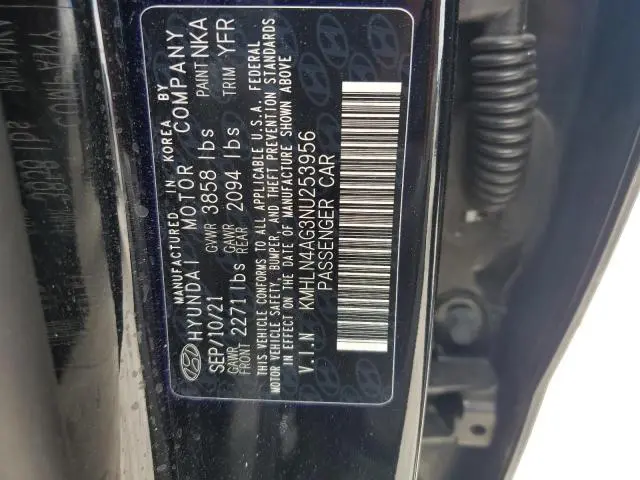 MANUFACTURED IN KOREA BY
HYUNDAI MOTOR COMPANY
SEP/10/21 GVWR 3858 lbs PAINT NKA
GAWR FRONT 2271 lbs GAWR REAR 2094 lbs TRIM YFR
THIS VEHICLE CONFORMS TO ALL APPLICABLE U.S.A. FEDERAL
MOTOR VEHICLE SAFETY, BUMPER, AND THEFT PREVENTION STANDARDS
IN EFFECT ON THE DATE OF MANUFACTURE SHOWN ABOVE
V.I.N KMHLN4AG3NU253956
PASSENGER CAR